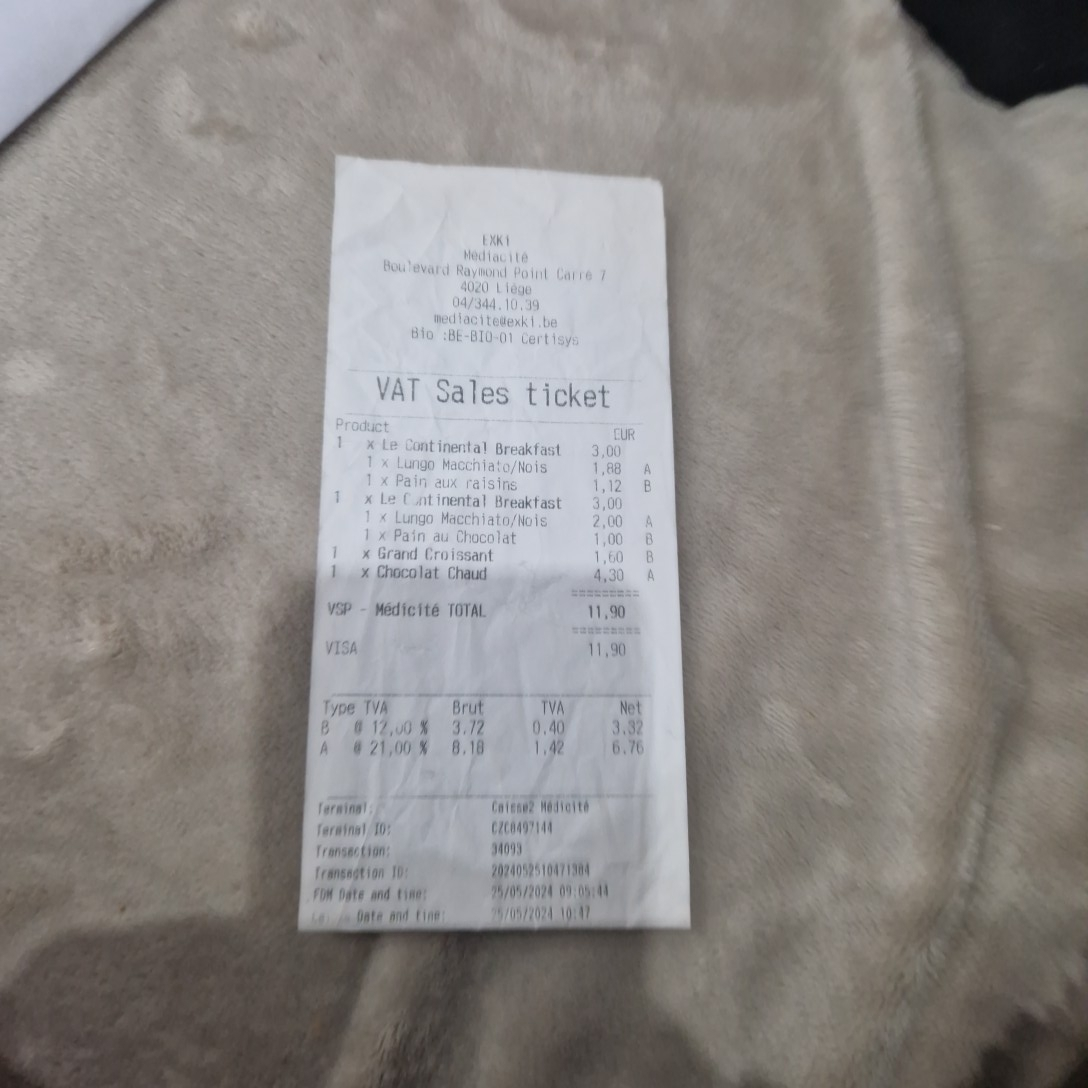 EXKI
Médiacité
Boulevard Raymond Point Carré 7
4020 Liège
04/344.10.39
mediacite@exki.be
Bio :BE-BIO-01 Certisys
VAT Sales ticket
Product EUR
1 x Le Continental Breakfast 3,00
1 x Lungo Macchiato/Nois 1,88 A
1 x Pain aux raisins 1,12 B
1 x Le Continental Breakfast 3,00
1 x Lungo Macchiato/Nois 2,00 A
1 x Pain au Chocolat 1,00 B
1 x Grand Croissant 1,60 B
1 x Chocolat Chaud 4,30 A
=========
VSP - Médicité TOTAL 11,90
=========
VISA 11,90
Type TVA Brut TVA Net
B @ 12,00 % 3.72 0.40 3.32
A @ 21,00 % 8.18 1.42 6.76
Terminal: Caisse2 Médicité
Terminal ID: CZC8497144
Transaction: 34093
Transaction ID: 2024052510471304
FDM Date and time: 25/05/2024 09:05:44
Date and time: 25/05/2024 10:47